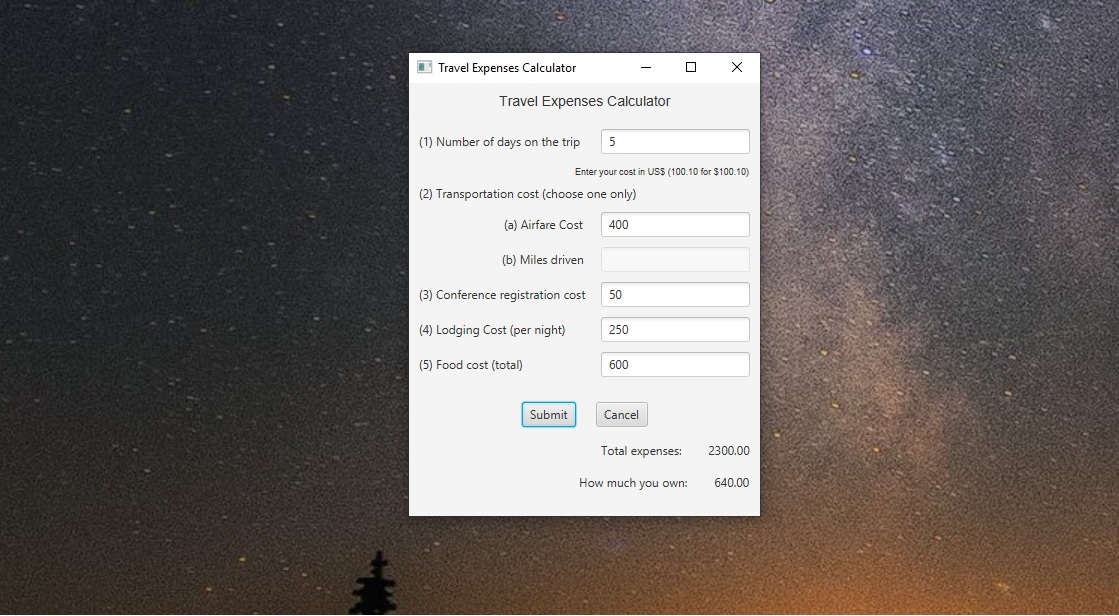 Travel Expenses Calculator
Travel Expenses Calculator
(1) Number of days on the trip 5
Enter your cost in US$ (100.10 for $100.10)
(2) Transportation cost (choose one only)
(a) Airfare Cost 400
(b) Miles driven
(3) Conference registration cost 50
(4) Lodging Cost (per night) 250
(5) Food cost (total) 600
Submit Cancel
Total expenses: 2300.00
How much you own: 640.00